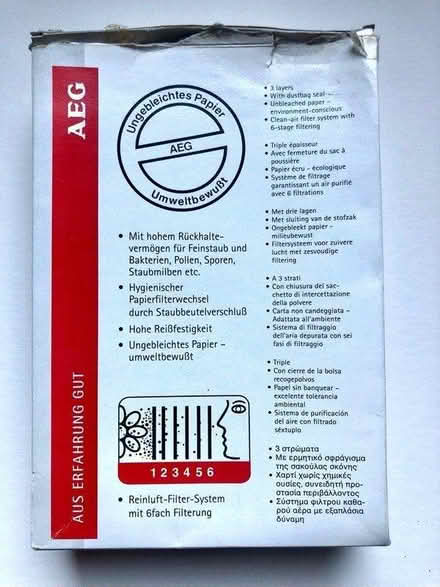 AEG
AUS ERFAHRUNG GUT
Ungebleichtes Papier
AEG
Umweltbewußt
• Mit hohem Rückhalte-
vermögen für Feinstaub und
Bakterien, Pollen, Sporen,
Staubmilben etc.
• Hygienischer
Papierfilterwechsel
durch Staubbeutelverschluß
• Hohe Reißfestigkeit
• Ungebleichtes Papier –
umweltbewußt
1 2 3 4 5 6
• Reinluft-Filter-System
mit 6fach Filterung
• 3 layers
• With dustbag seal
• Unbleached paper –
environment-conscious
• Clean-air filter system with
6-stage filtering
• Triple épaisseur
• Avec fermeture du sac à
poussière
• Papier écru – écologique
• Système de filtrage
garantissant un air purifié
avec 6 filtrations
• Met drie lagen
• Met sluiting van de stofzak
• Ongebleekt papier –
milieubewust
• Filtersysteem voor zuivere
lucht met zesvoudige
filtering
• A 3 strati
• Con chiusura del sac-
chetto di intercettazione
della polvere
• Carta non candeggiata –
Adattata all'ambiente
• Sistema di filtraggio
dell'aria depurata con sei
fasi di filtraggio
• Triple
• Con cierre de la bolsa
recogepolvos
• Papel sin banquear –
excelente tolerancia
ambiental
• Sistema de purificación
del aire con filtrado
séxtuplo
• 3 στρώματα
• Με ερμητικό σφράγισμα
της σακούλας σκόνης
• Χαρτί χωρίς χημικές
ουσίες, συνειδητή προ-
στασία περιβάλλοντος
• Σύστημα φίλτρου καθα-
ρού αέρα με εξαπλάσια
δύναμη